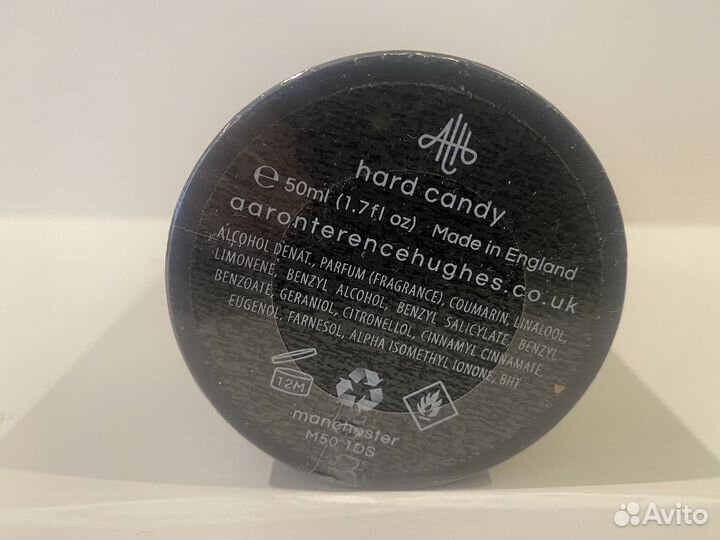 ATH
hard candy
e 50ml (1.7fl oz) Made in England
aaronterencehughes.co.uk
ALCOHOL DENAT., PARFUM (FRAGRANCE), COUMARIN, LINALOOL,
LIMONENE, BENZYL ALCOHOL, BENZYL SALICYLATE, BENZYL
BENZOATE, GERANIOL, CITRONELLOL, CINNAMYL CINNAMATE,
EUGENOL, FARNESOL, ALPHA ISOMETHYL IONONE, BHT
12M
manchester
M50 1DS
Avito